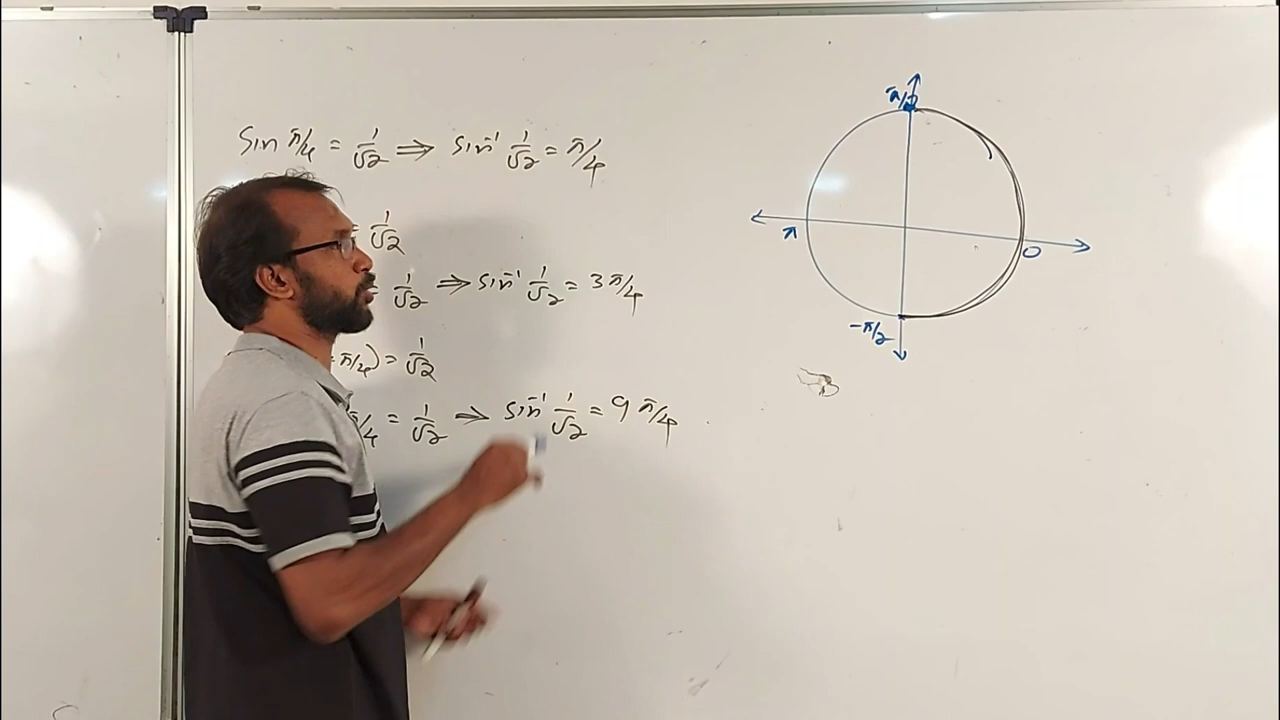 sin π/4 = 1/√2 ⇒ sin⁻¹ 1/√2 = π/4
1/√2
= 1/√2 ⇒ sin⁻¹ 1/√2 = 3π/4
π/4) = 1/√2
π/4 = 1/√2 ⇒ sin⁻¹ 1/√2 = 9π/4
π/2
π
0
-π/2